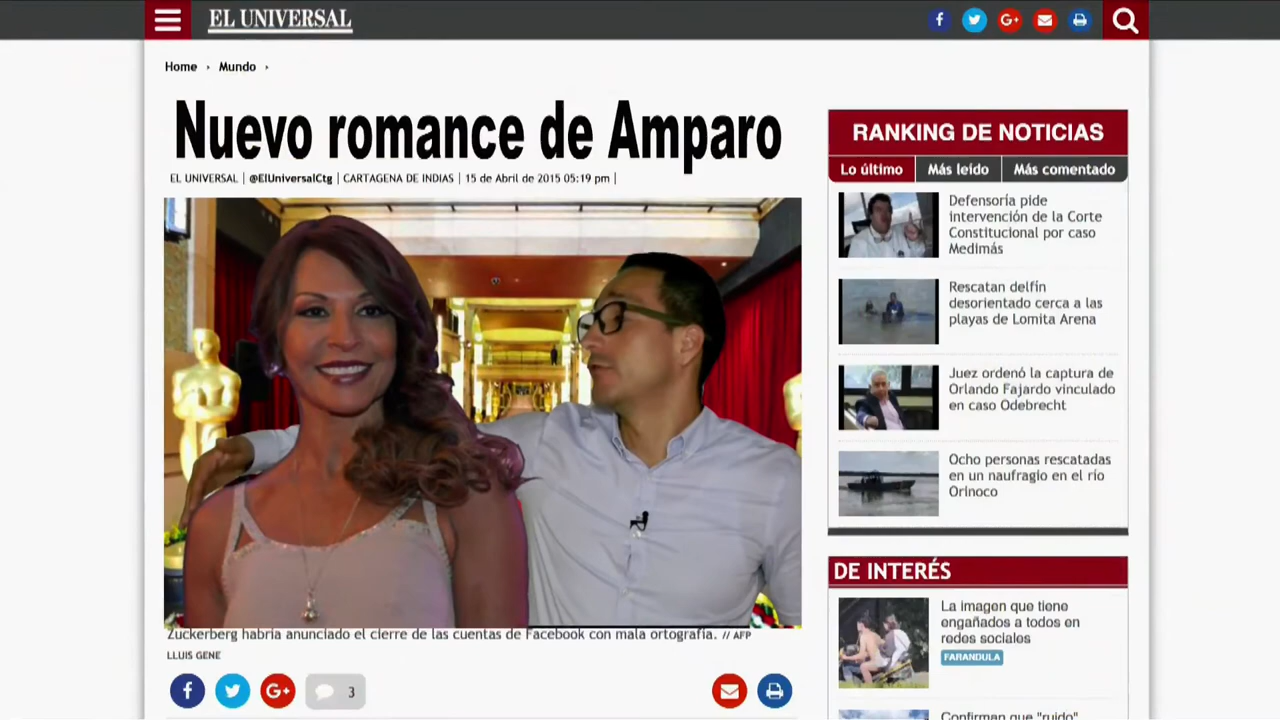 EL UNIVERSAL
Home › Mundo ›
Nuevo romance de Amparo
EL UNIVERSAL | @ElUniversalCtg | CARTAGENA DE INDIAS | 15 de Abril de 2015 05:19 pm |
Zuckerberg habría anunciado el cierre de las cuentas de Facebook con mala ortografía. // AFP
LLUIS GENE
3
RANKING DE NOTICIAS
Lo último Más leido Más comentado
Defensoría pide
intervención de la Corte
Constitucional por caso
Medimás
Rescatan delfín
desorientado cerca a las
playas de Lomita Arena
Juez ordenó la captura de
Orlando Fajardo vinculado
en caso Odebrecht
Ocho personas rescatadas
en un naufragio en el río
Orinoco
DE INTERÉS
La imagen que tiene
engañados a todos en
redes sociales
FARANDULA
Confirman que "ruido"